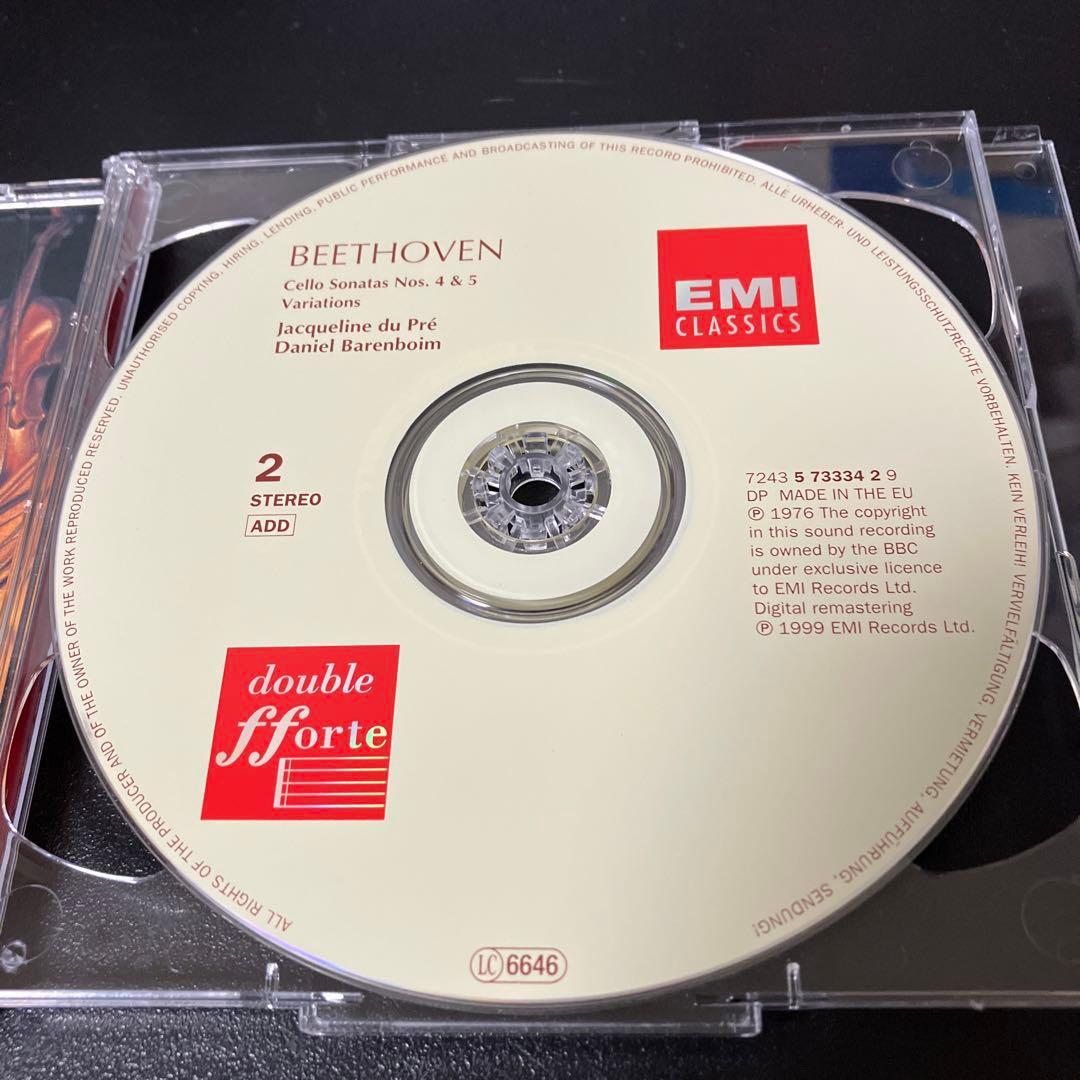 ALL RIGHTS OF THE PRODUCER AND OF THE OWNER OF THE WORK REPRODUCED RESERVED. UNAUTHORISED COPYING, HIRING, LENDING, PUBLIC PERFORMANCE AND BROADCASTING OF THIS RECORD PROHIBITED. ALLE URHEBER- UND LEISTUNGSSCHUTZRECHTE VORBEHALTEN. KEIN VERLEIH! VERVIELFÄLTIGUNG, VERMIETUNG, AUFFÜHRUNG, SENDUNG!
BEETHOVEN
Cello Sonatas Nos. 4 & 5
Variations
Jacqueline du Pré
Daniel Barenboim
EMI
CLASSICS
2
STEREO
ADD
7243 5 73334 2 9
DP MADE IN THE EU
℗ 1976 The copyright
in this sound recording
is owned by the BBC
under exclusive licence
to EMI Records Ltd.
Digital remastering
℗ 1999 EMI Records Ltd.
double
fforte
LC 6646